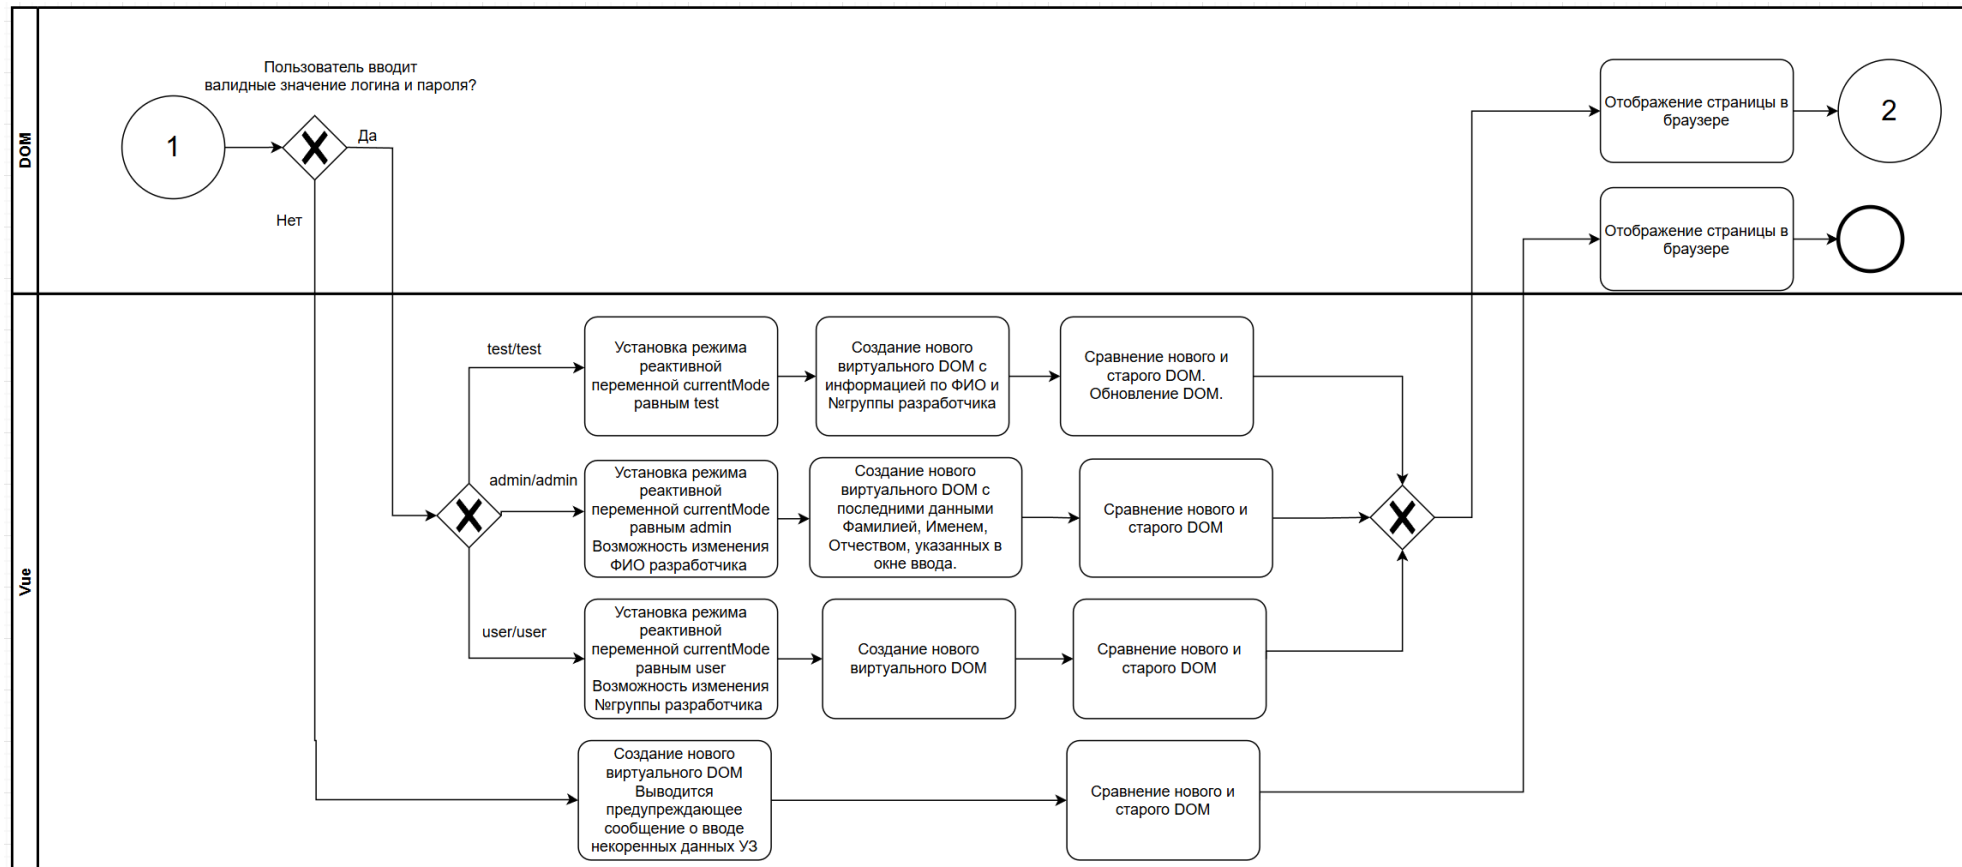 DOM
Пользователь вводит
валидные значение логина и пароля?
1
Да
Нет
Отображение страницы в
браузере
2
Отображение страницы в
браузере
Vue
test/test
Установка режима
реактивной
переменной currentMode
равным test
Создание нового
виртуального DOM с
информацией по ФИО и
№группы разработчика
Сравнение нового и
старого DOM.
Обновление DOM.
admin/admin
Установка режима
реактивной
переменной currentMode
равным admin
Возможность изменения
ФИО разработчика
Создание нового
виртуального DOM с
последними данными
Фамилией, Именем,
Отчеством, указанных в
окне ввода.
Сравнение нового и
старого DOM
user/user
Установка режима
реактивной
переменной currentMode
равным user
Возможность изменения
№группы разработчика
Создание нового
виртуального DOM
Сравнение нового и
старого DOM
Создание нового
виртуального DOM
Выводится
предупреждающее
сообщение о вводе
некоренных данных УЗ
Сравнение нового и
старого DOM